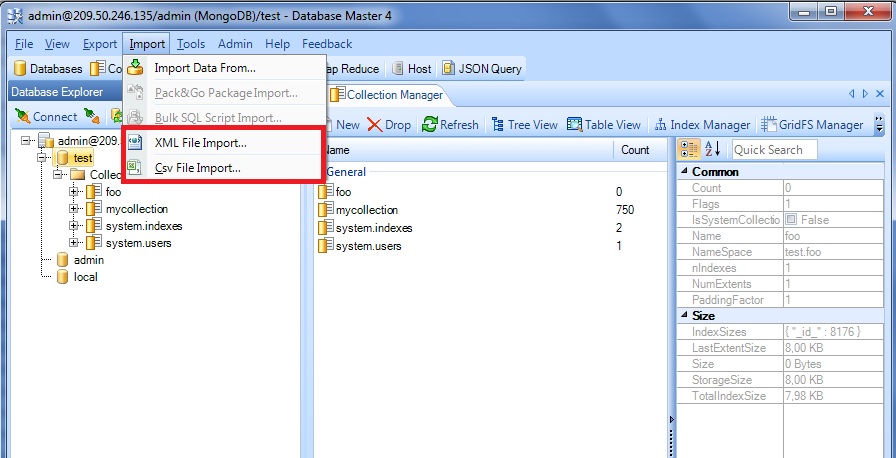 admin@209.50.246.135/admin (MongoDB)/test - Database Master 4
File View Export Import Tools Admin Help Feedback
Databases Co ap Reduce Host JSON Query
Import Data From...
Pack&Go Package Import...
Bulk SQL Script Import...
XML File Import...
Csv File Import...
Database Explorer
Connect
admin@209.5
test
Collec
foo
mycollection
system.indexes
system.users
admin
local
Collection Manager
New Drop Refresh Tree View Table View Index Manager GridFS Manager
Name Count
General
foo 0
mycollection 750
system.indexes 2
system.users 1
A Z Quick Search
Common
Count 0
Flags 1
IsSystemCollectio False
Name foo
NameSpace test.foo
nIndexes 1
NumExtents 1
PaddingFactor 1
Size
IndexSizes { "_id_" : 8176 }
LastExtentSize 8,00 KB
Size 0 Bytes
StorageSize 8,00 KB
TotalIndexSize 7,98 KB